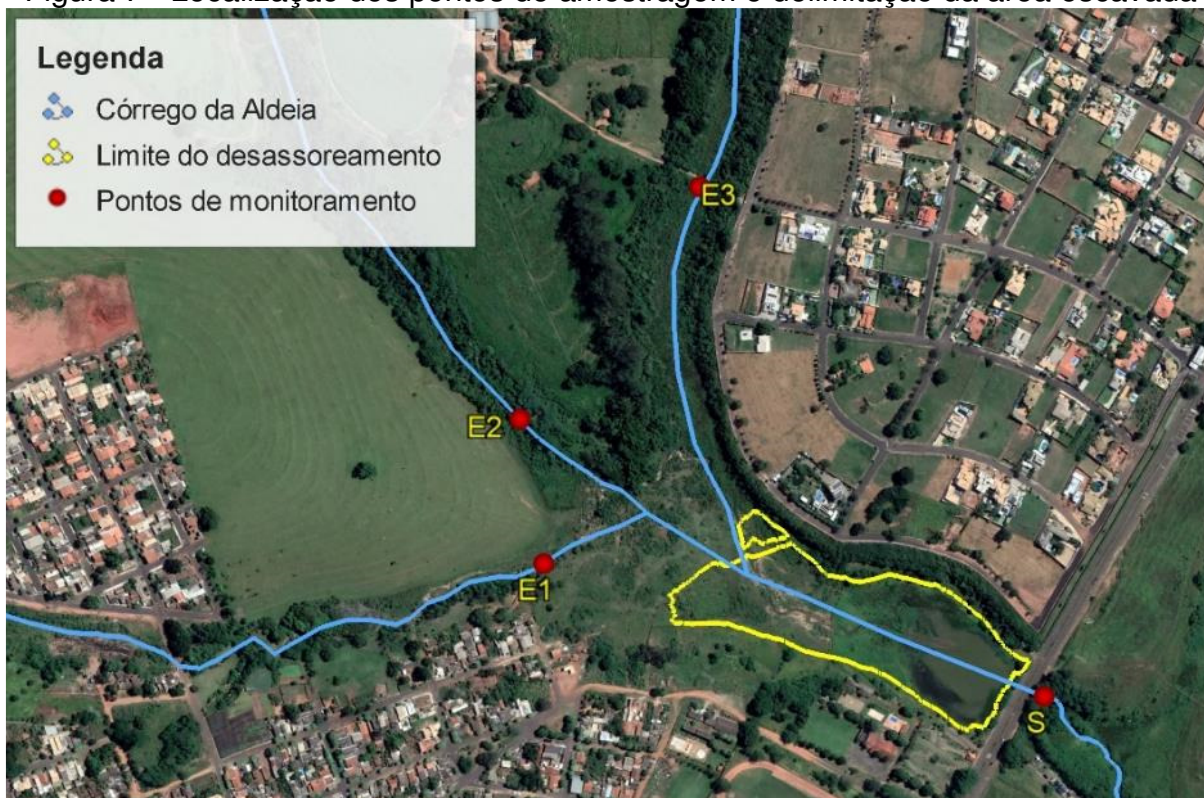 Legenda
Córrego da Aldeia
Limite do desassoreamento
Pontos de monitoramento
E3
E2
E1
S